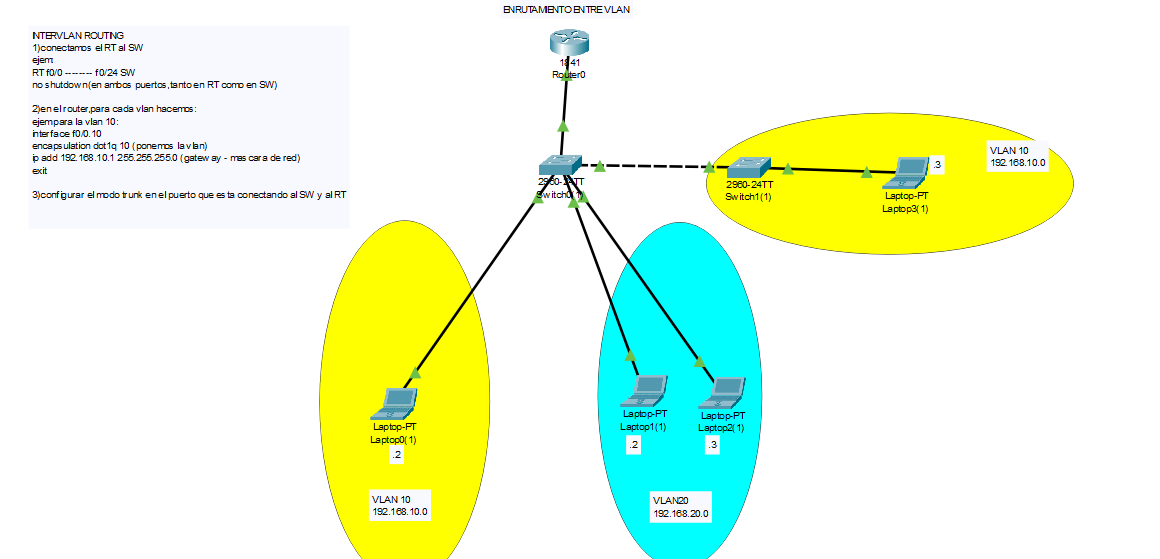 ENRUTAMIENTO ENTRE VLAN
INTERVLAN ROUTING
1)conectamos el RT al SW
ejem:
RT f0/0 -------- f0/24 SW
no shutdown(en ambos puertos,tanto en RT como en SW)
2)en el router,para cada vlan hacemos:
ejem para la vlan 10:
interface f0/0.10
encapsulation dot1q 10 (ponemos la vlan)
ip add 192.168.10.1 255.255.255.0 (gateway - mascara de red)
exit
3)configurar el modo trunk en el puerto que esta conectando al SW y al RT
1841
Router0
2960-24TT
Switch0(1)
2960-24TT
Switch1(1)
.3
Laptop-PT
Laptop3(1)
VLAN 10
192.168.10.0
Laptop-PT
Laptop0(1)
.2
VLAN 10
192.168.10.0
Laptop-PT
Laptop1(1)
.2
Laptop-PT
Laptop2(1)
.3
VLAN20
192.168.20.0